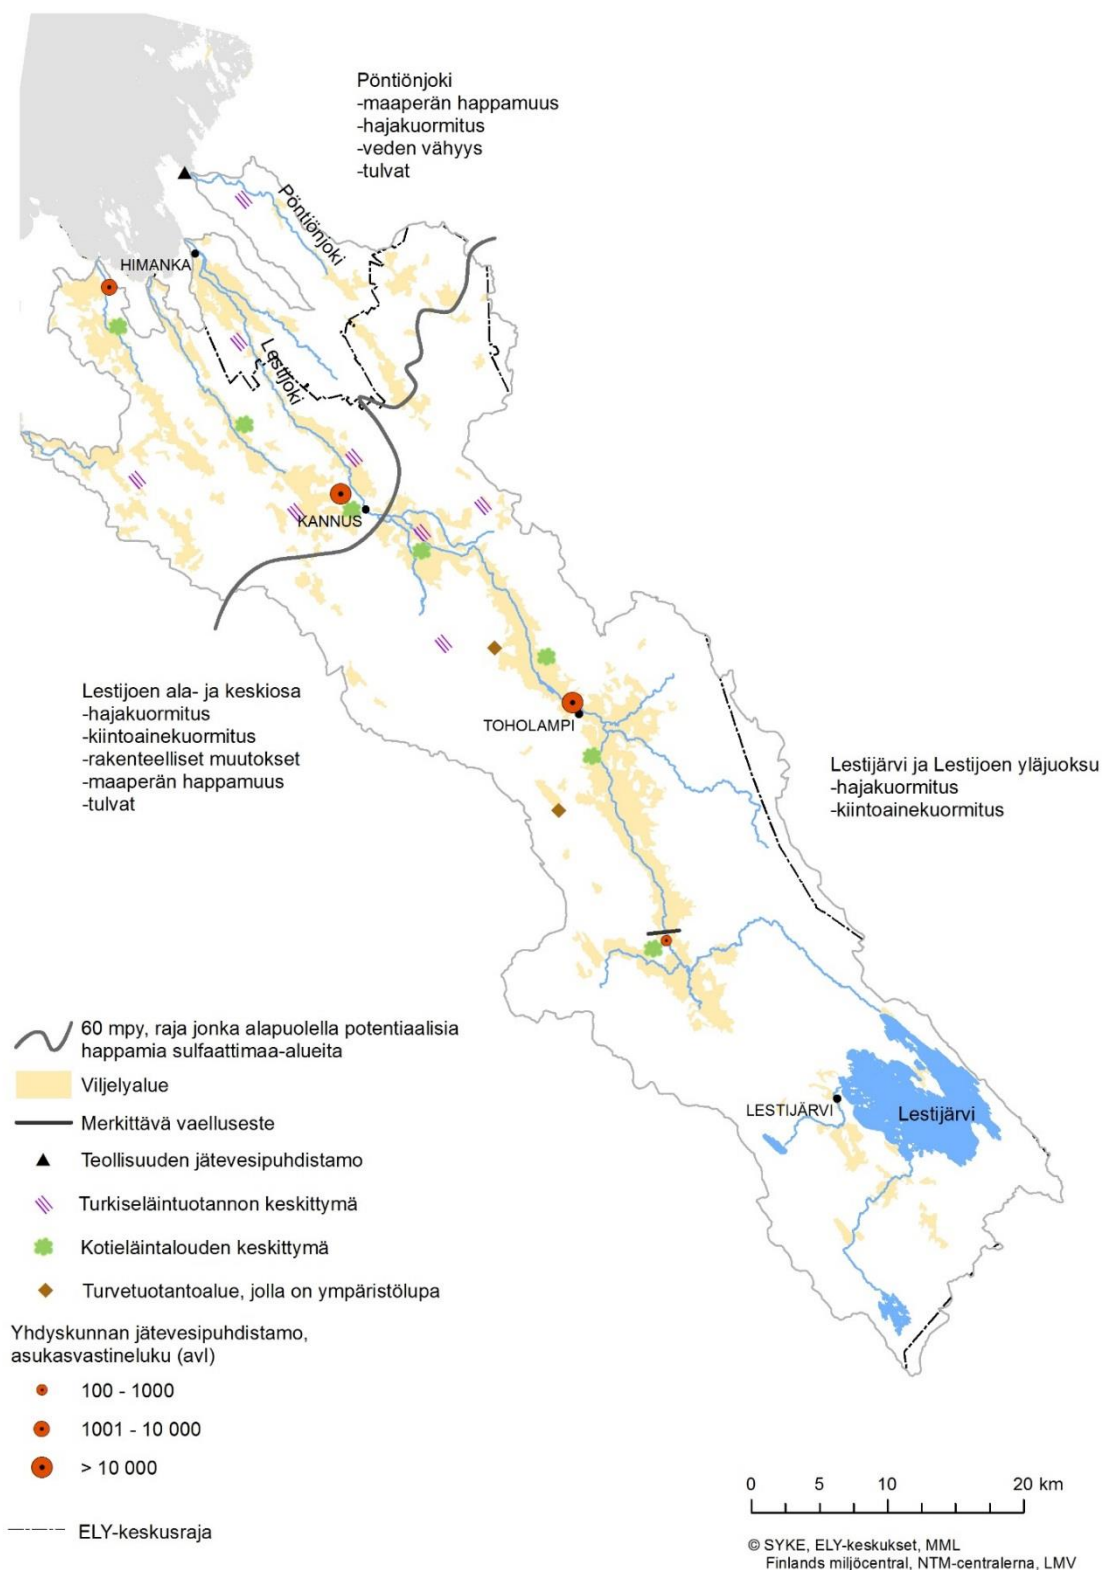 Pöntiönjoki
-maaperän happamuus
-hajakuormitus
-veden vähyys
-tulvat
Pöntiönjoki
HIMANKA
Lestijoki
KANNUS
Lestijoen ala- ja keskiosa
-hajakuormitus
-kiintoainekuormitus
-rakenteelliset muutokset
-maaperän happamuus
-tulvat
TOHOLAMPI
Lestijärvi ja Lestijoen yläjuoksu
-hajakuormitus
-kiintoainekuormitus
LESTIJÄRVI
Lestijärvi
60 mpy, raja jonka alapuolella potentiaalisia
happamia sulfaattimaa-alueita
Viljelyalue
Merkittävä vaelluseste
Teollisuuden jätevesipuhdistamo
Turkiseläintuotannon keskittymä
Kotieläintalouden keskittymä
Turvetuotantoalue, jolla on ympäristölupa
Yhdyskunnan jätevesipuhdistamo,
asukasvastineluku (avl)
100 - 1000
1001 - 10 000
> 10 000
ELY-keskusraja
0 5 10 20 km
© SYKE, ELY-keskukset, MML
Finlands miljöcentral, NTM-centralerna, LMV